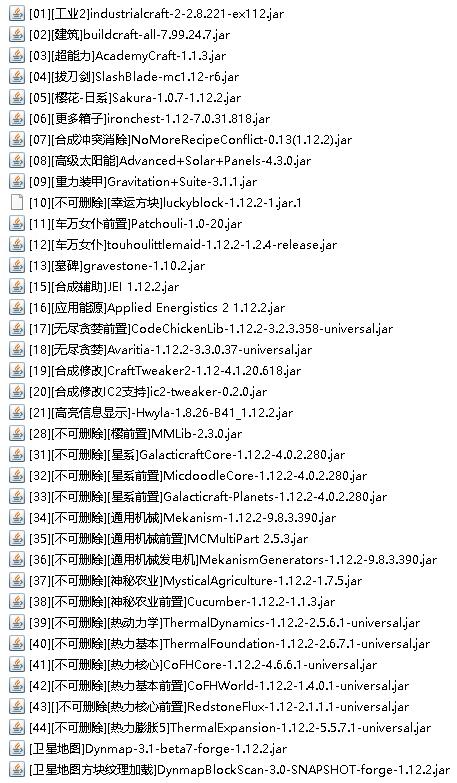 [01][工业2]industrialcraft-2-2.8.221-ex112.jar
[02][建筑]buildcraft-all-7.99.24.7.jar
[03][超能力]AcademyCraft-1.1.3.jar
[04][拔刀剑]SlashBlade-mc1.12-r6.jar
[05][樱花-日系]Sakura-1.0.7-1.12.2.jar
[06][更多箱子]ironchest-1.12-7.0.31.818.jar
[07][合成冲突消除]NoMoreRecipeConflict-0.13(1.12.2).jar
[08][高级太阳能]Advanced+Solar+Panels-4.3.0.jar
[09][重力装甲]Gravitation+Suite-3.1.1.jar
[10][不可删除][幸运方块]luckyblock-1.12.2-1.jar.1
[11][车万女仆前置]Patchouli-1.0-20.jar
[12][车万女仆]touhoulittlemaid-1.12.2-1.2.4-release.jar
[13][墓碑]gravestone-1.10.2.jar
[15][合成辅助]JEI 1.12.2.jar
[16][应用能源]Applied Energistics 2 1.12.2.jar
[17][无尽贪婪前置]CodeChickenLib-1.12.2-3.2.3.358-universal.jar
[18][无尽贪婪]Avaritia-1.12.2-3.3.0.37-universal.jar
[19][合成修改]CraftTweaker2-1.12-4.1.20.618.jar
[20][合成修改IC2支持]ic2-tweaker-0.2.0.jar
[21][高亮信息显示]-Hwyla-1.8.26-B41_1.12.2.jar
[28][不可删除][樱前置]MMLib-2.3.0.jar
[31][不可删除][星系]GalacticraftCore-1.12.2-4.0.2.280.jar
[32][不可删除][星系前置]MicdoodleCore-1.12.2-4.0.2.280.jar
[33][不可删除][星系前置]Galacticraft-Planets-1.12.2-4.0.2.280.jar
[34][不可删除][通用机械]Mekanism-1.12.2-9.8.3.390.jar
[35][不可删除][通用机械前置]MCMultiPart 2.5.3.jar
[36][不可删除][通用机械发电机]MekanismGenerators-1.12.2-9.8.3.390.jar
[37][不可删除][神秘农业]MysticalAgriculture-1.12.2-1.7.5.jar
[38][不可删除][神秘农业前置]Cucumber-1.12.2-1.1.3.jar
[39][不可删除][热动力学]ThermalDynamics-1.12.2-2.5.6.1-universal.jar
[40][不可删除][热力基本]ThermalFoundation-1.12.2-2.6.7.1-universal.jar
[41][不可删除][热力核心]CoFHCore-1.12.2-4.6.6.1-universal.jar
[42][不可删除][热力基本前置]CoFHWorld-1.12.2-1.4.0.1-universal.jar
[43][]不可删除][热力核心前置]RedstoneFlux-1.12-2.1.1.1-universal.jar
[44][不可删除][热力膨胀5]ThermalExpansion-1.12.2-5.5.7.1-universal.jar
[卫星地图]Dynmap-3.1-beta7-forge-1.12.2.jar
[卫星地图方块纹理加载]DynmapBlockScan-3.0-SNAPSHOT-forge-1.12.2.jar